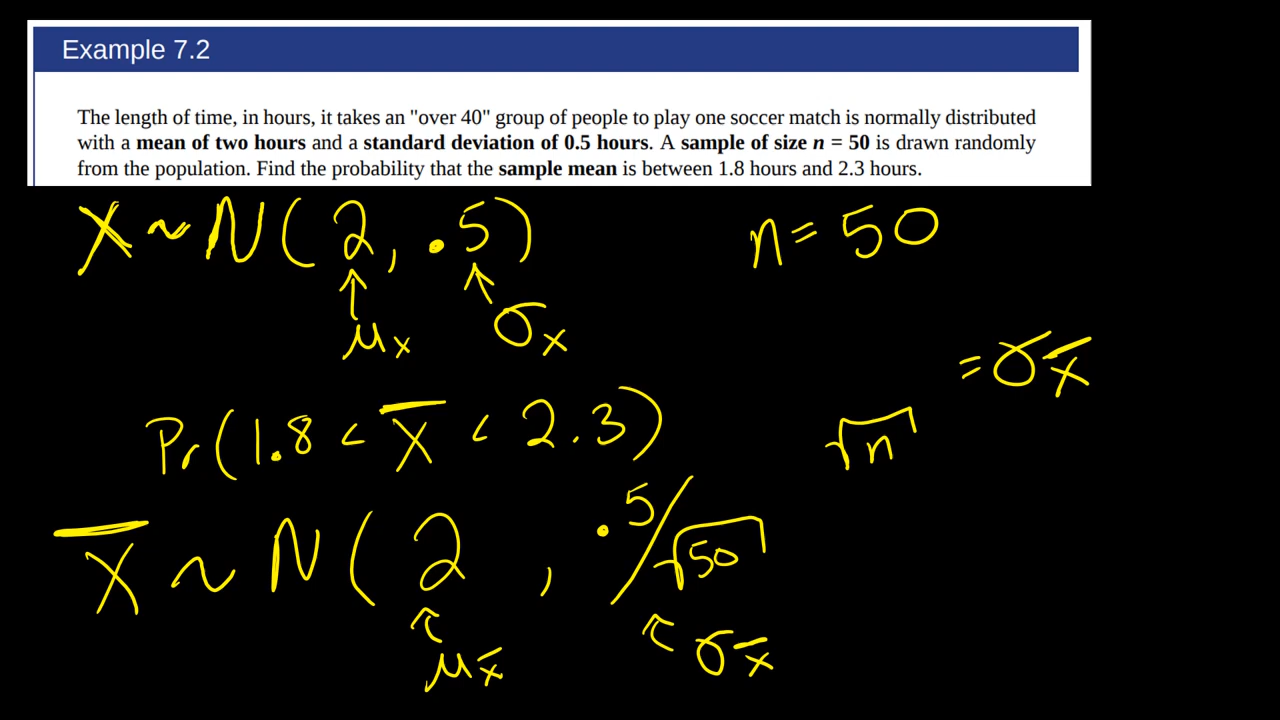 Example 7.2
The length of time, in hours, it takes an "over 40" group of people to play one soccer match is normally distributed
with a mean of two hours and a standard deviation of 0.5 hours. A sample of size n = 50 is drawn randomly
from the population. Find the probability that the sample mean is between 1.8 hours and 2.3 hours.
X ~ N(2, .5)
n = 50
↑ ↑
μx σx
= σx̄
Pr(1.8 < X̄ < 2.3)
√n
X̄ ~ N(2, .5/√50)
↑ ↑
μx̄ σx̄